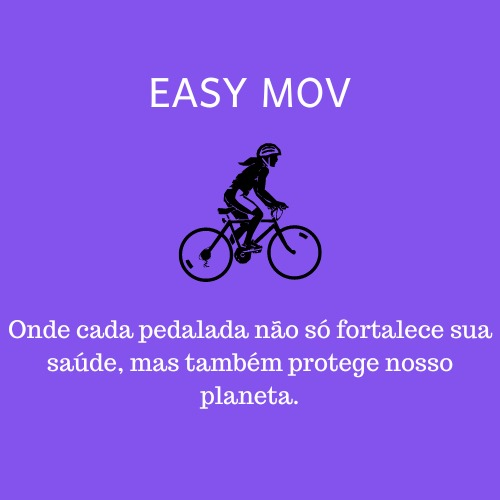 EASY MOV
Onde cada pedalada não só fortalece sua
saúde, mas também protege nosso
planeta.